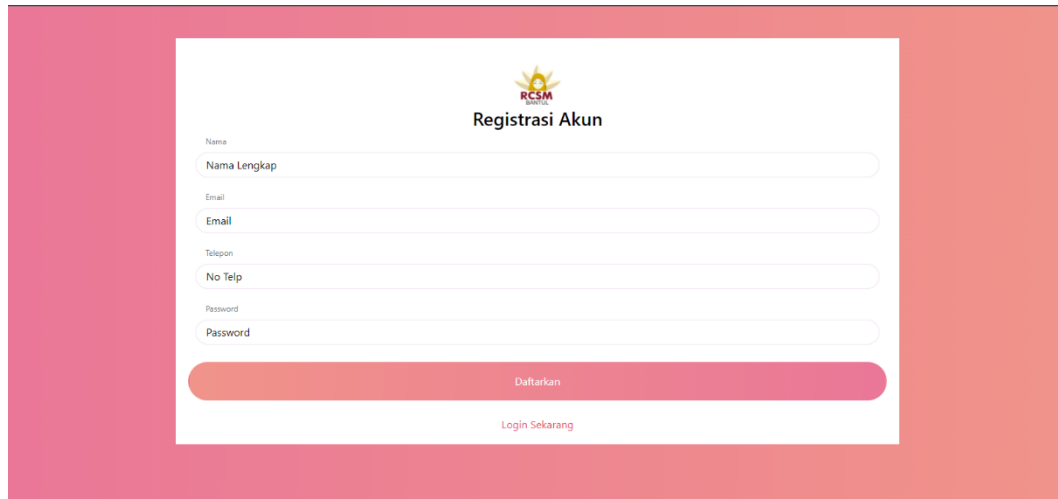 RCSM
BANTUL
Registrasi Akun
Nama
Nama Lengkap
Email
Email
Telepon
No Telp
Password
Password
Daftarkan
Login Sekarang